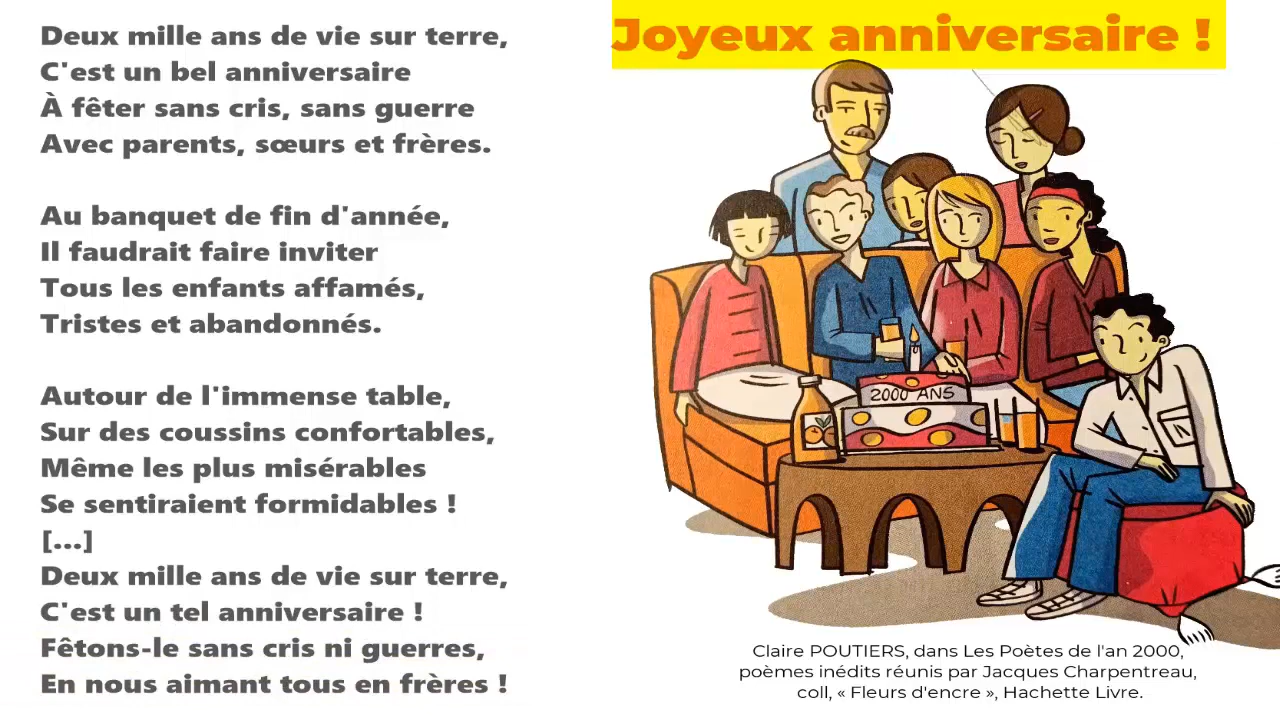 Joyeux anniversaire !
Deux mille ans de vie sur terre,
C'est un bel anniversaire
À fêter sans cris, sans guerre
Avec parents, sœurs et frères.
Au banquet de fin d'année,
Il faudrait faire inviter
Tous les enfants affamés,
Tristes et abandonnés.
Autour de l'immense table,
Sur des coussins confortables,
Même les plus misérables
Se sentiraient formidables !
[...]
Deux mille ans de vie sur terre,
C'est un tel anniversaire !
Fêtons-le sans cris ni guerres,
En nous aimant tous en frères !
2000 ANS
Claire POUTIERS, dans Les Poètes de l'an 2000,
poèmes inédits réunis par Jacques Charpentreau,
coll, « Fleurs d'encre », Hachette Livre.